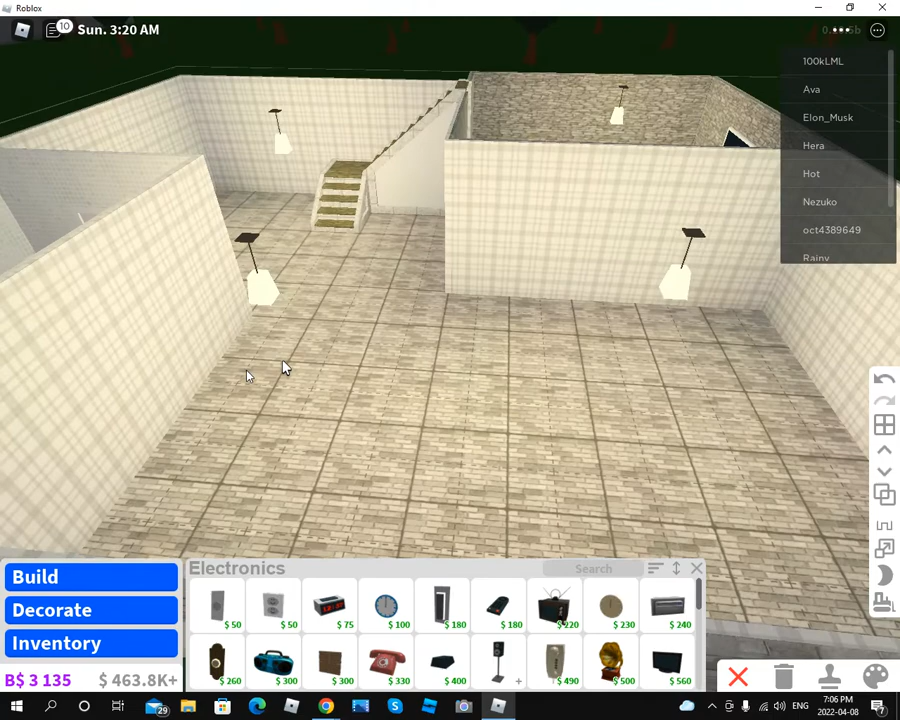 Roblox
10
Sun. 3:20 AM
100kLML
Ava
Elon_Musk
Hera
Hot
Nezuko
oct4389649
Rainy
Build
Decorate
Inventory
B$ 3 135
$ 463.8K+
Electronics
Search
$ 50
$ 50
$ 75
$ 100
$ 180
$ 180
$ 220
$ 230
$ 240
$ 260
$ 300
$ 300
$ 330
$ 400
+
$ 490
$ 500
$ 560
29
ENG
7:06 PM
2022-04-08
7